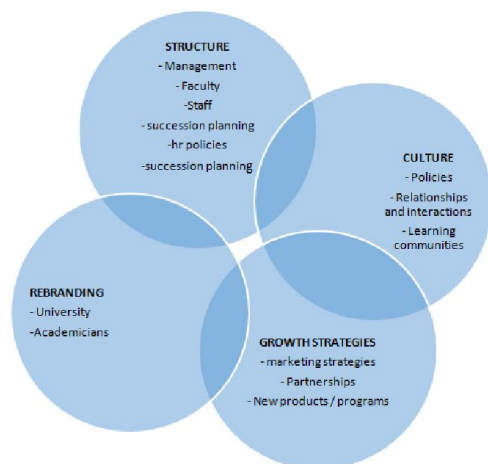 STRUCTURE
- Management
- Faculty
-Staff
- succession planning
-hr policies
-succession planning
CULTURE
- Policies
- Relationships
and interactions
- Learning
communities
REBRANDING
- University
-Academicians
GROWTH STRATEGIES
- marketing strategies
- Partnerships
- New products / programs